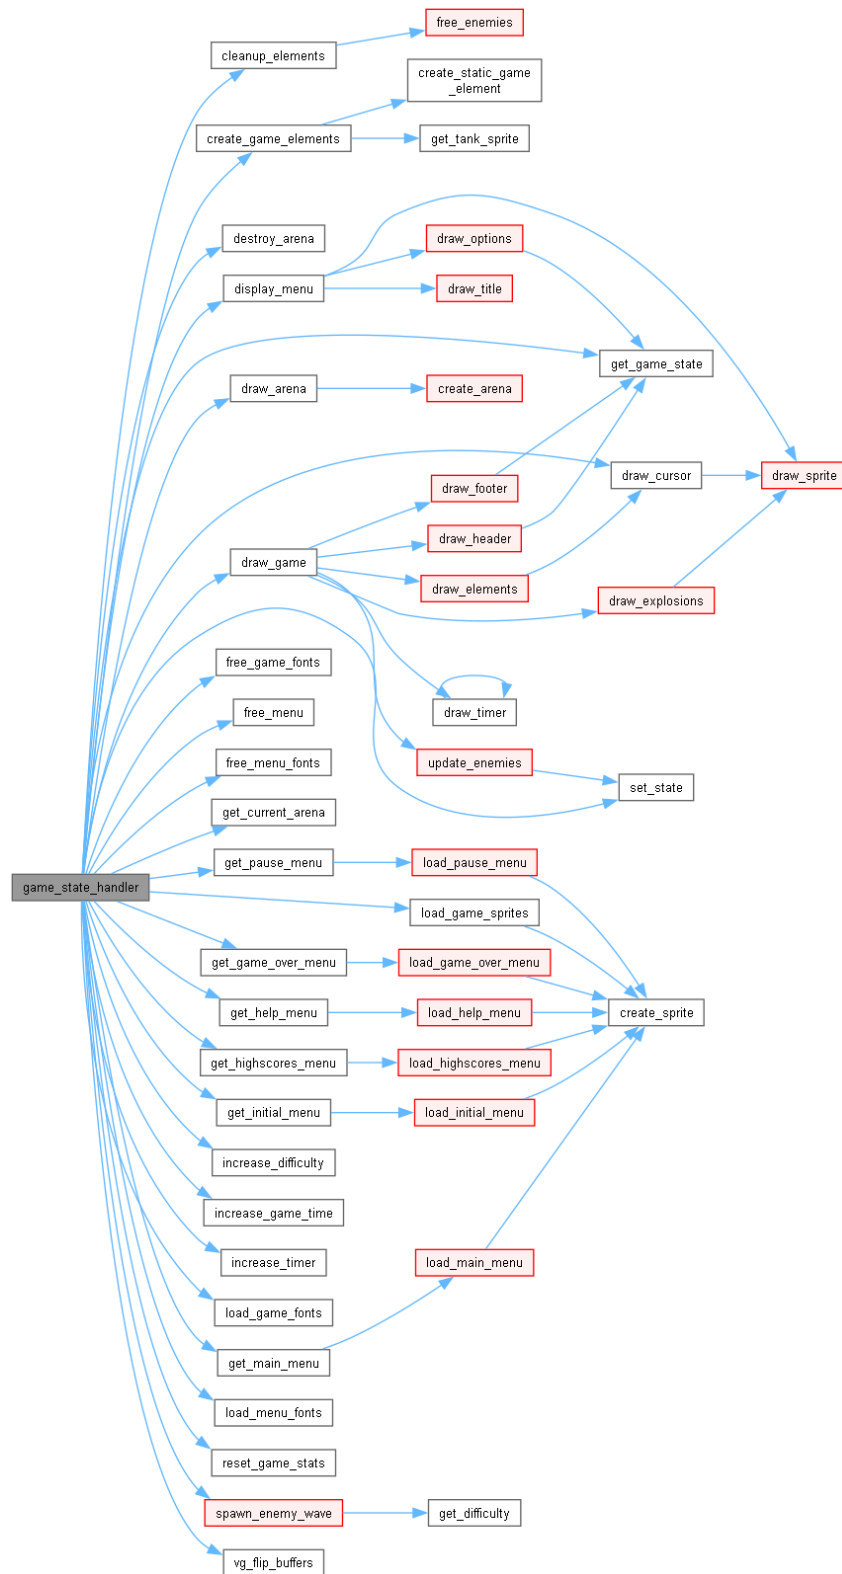 free_enemies
cleanup_elements
create_static_game
_element
create_game_elements
get_tank_sprite
destroy_arena
draw_options
display_menu
draw_title
get_game_state
draw_arena
create_arena
draw_cursor
draw_sprite
draw_footer
draw_header
draw_game
draw_elements
draw_explosions
free_game_fonts
draw_timer
free_menu
free_menu_fonts
update_enemies
set_state
get_current_arena
get_pause_menu
load_pause_menu
game_state_handler
load_game_sprites
get_game_over_menu
load_game_over_menu
get_help_menu
load_help_menu
create_sprite
get_highscores_menu
load_highscores_menu
get_initial_menu
load_initial_menu
increase_difficulty
increase_game_time
increase_timer
load_main_menu
load_game_fonts
get_main_menu
load_menu_fonts
reset_game_stats
spawn_enemy_wave
get_difficulty
vg_flip_buffers